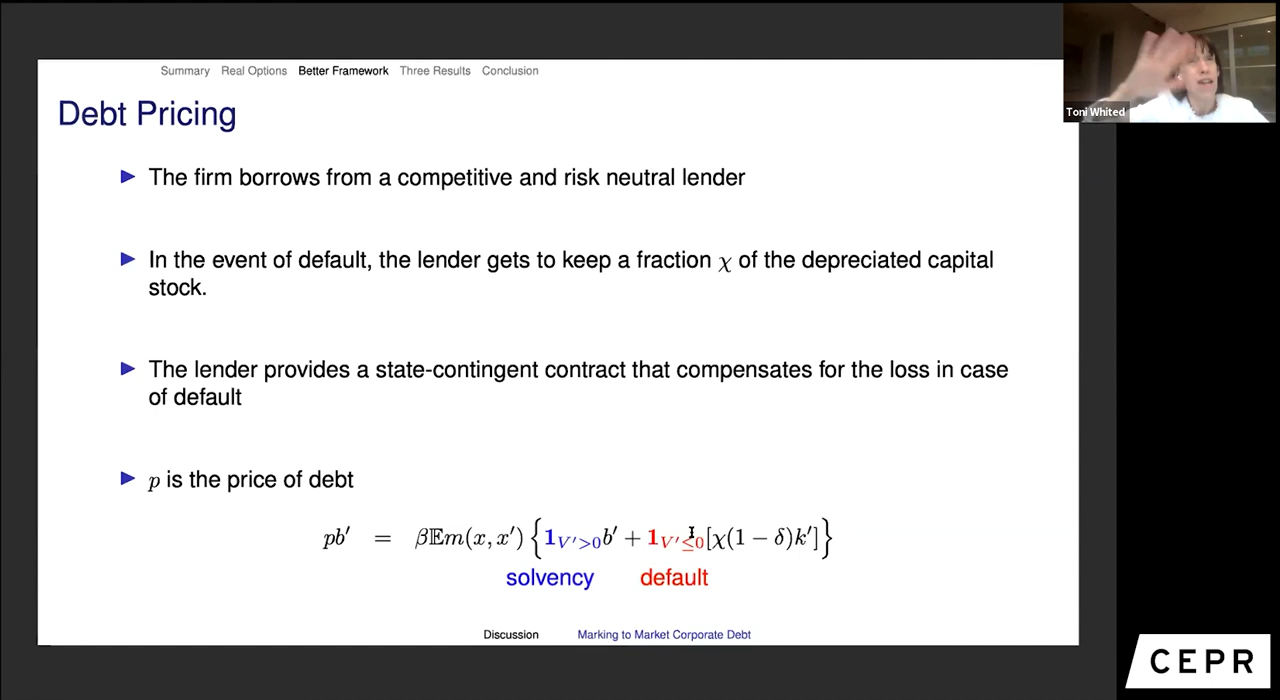 Summary Real Options Better Framework Three Results Conclusion
Debt Pricing
Toni Whited
The firm borrows from a competitive and risk neutral lender
In the event of default, the lender gets to keep a fraction χ of the depreciated capital
stock.
The lender provides a state-contingent contract that compensates for the loss in case
of default
p is the price of debt
pb′ = β𝔼m(x, x′) { 1_{V′>0} b′ + 1_{V′≤0} [χ(1 − δ)k′] }
solvency default
Discussion Marking to Market Corporate Debt
CEPR